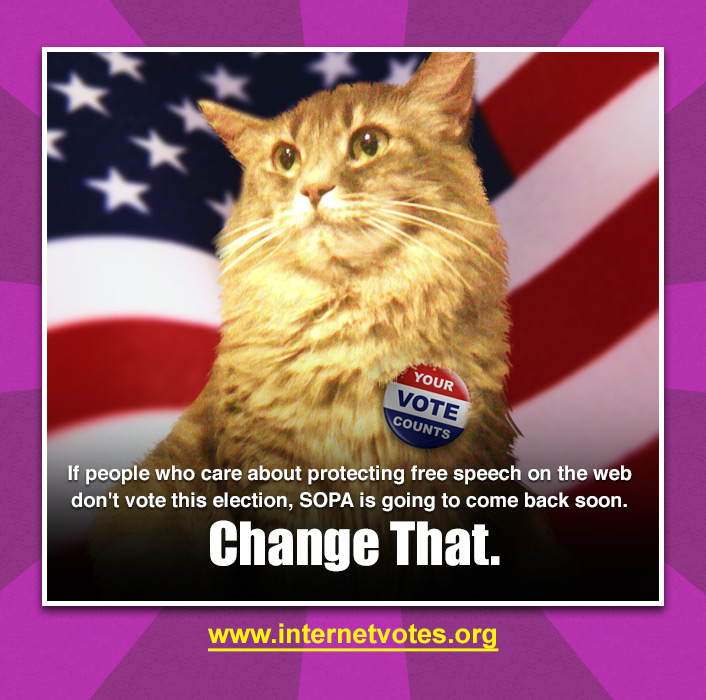 YOUR
VOTE
COUNTS
If people who care about protecting free speech on the web
don't vote this election, SOPA is going to come back soon.
Change That.
www.internetvotes.org